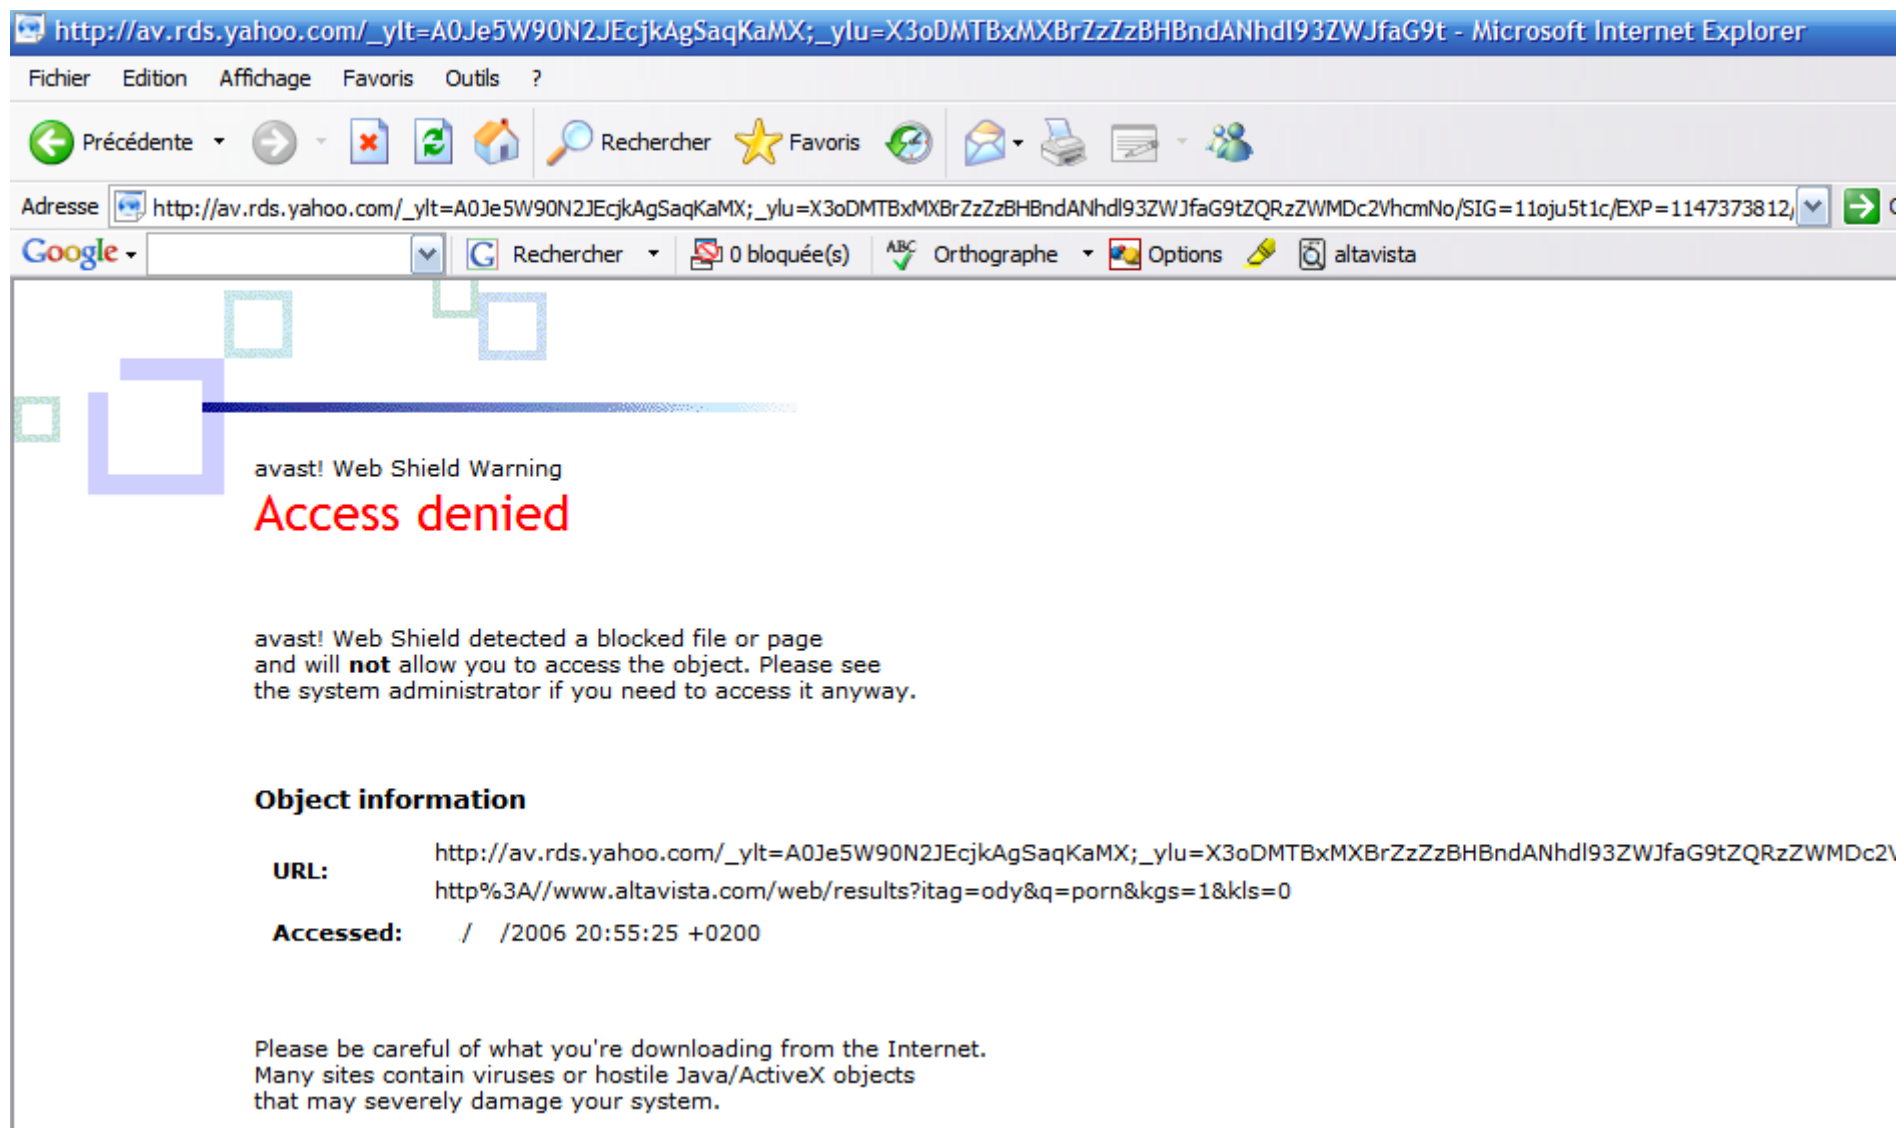 http://av.rds.yahoo.com/_ylt=A0Je5W90N2JEcjkAgSaqKaMX;_ylu=X3oDMTBxMXBrZzZzBHBndANhdl93ZWJfaG9t - Microsoft Internet Explorer
Fichier Edition Affichage Favoris Outils ?
Précédente Rechercher Favoris
Adresse http://av.rds.yahoo.com/_ylt=A0Je5W90N2JEcjkAgSaqKaMX;_ylu=X3oDMTBxMXBrZzZzBHBndANhdl93ZWJfaG9tZQRzZWMDc2VhcmNo/SIG=11oju5t1c/EXP=1147373812/
Google G Rechercher 0 bloquée(s) ABC Orthographe Options altavista
avast! Web Shield Warning
Access denied
avast! Web Shield detected a blocked file or page
and will not allow you to access the object. Please see
the system administrator if you need to access it anyway.
Object information
URL: http://av.rds.yahoo.com/_ylt=A0Je5W90N2JEcjkAgSaqKaMX;_ylu=X3oDMTBxMXBrZzZzBHBndANhdl93ZWJfaG9tZQRzZWMDc2V
http%3A//www.altavista.com/web/results?itag=ody&q=porn&kgs=1&kls=0
Accessed: / /2006 20:55:25 +0200
Please be careful of what you're downloading from the Internet.
Many sites contain viruses or hostile Java/ActiveX objects
that may severely damage your system.